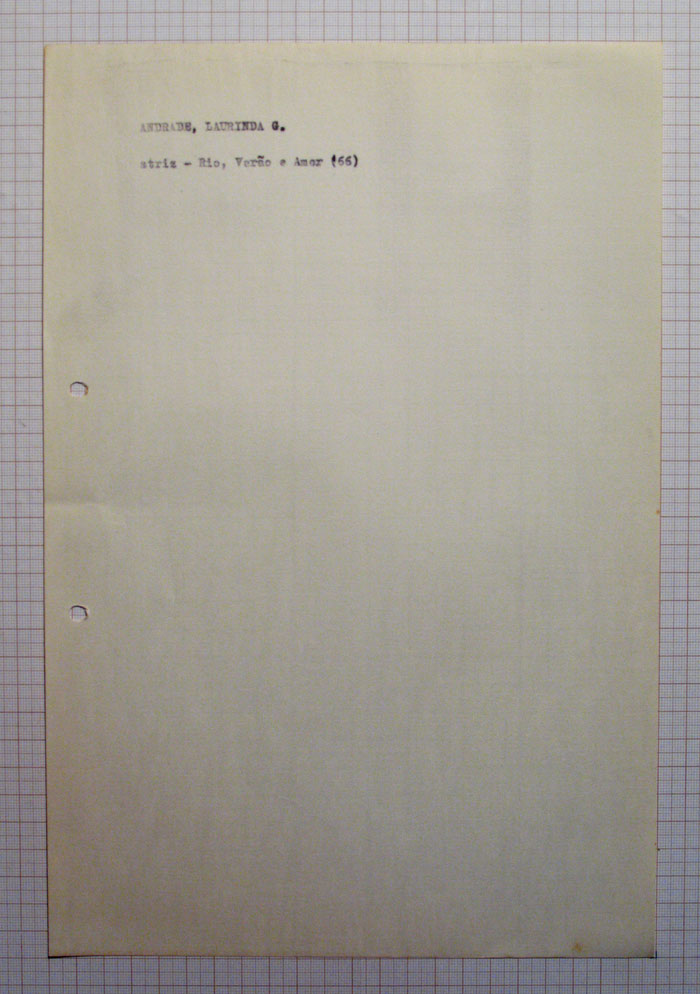 ANDRADE, LAURINDA G.
atriz - Rio, Verão e Amor (66)